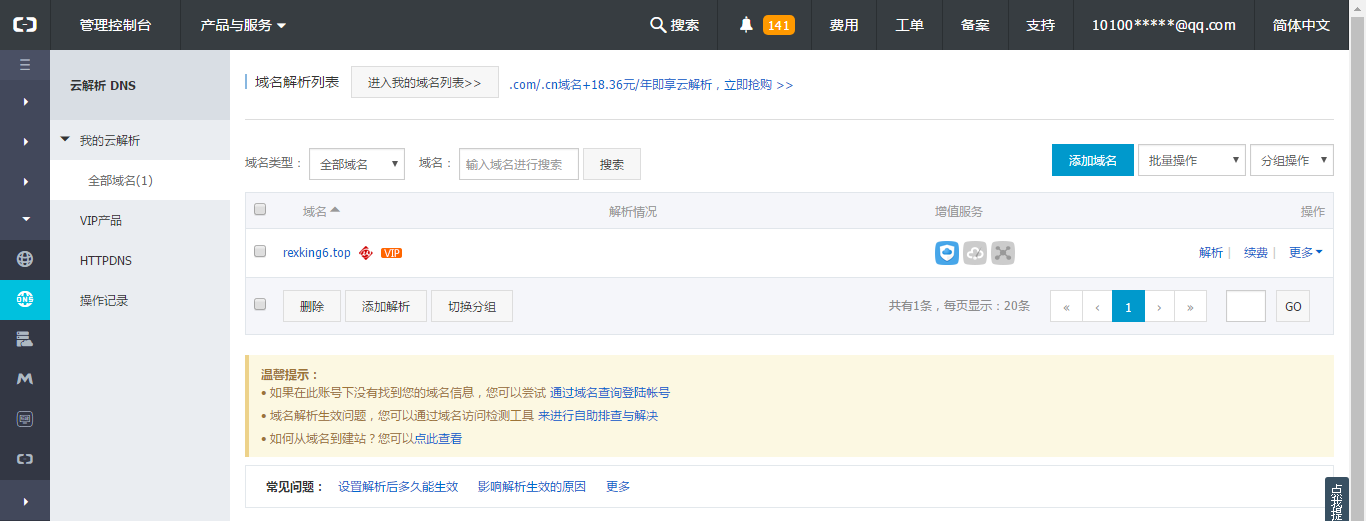 管理控制台 产品与服务 搜索 141 费用 工单 备案 支持 10100*****@qq.com 简体中文
云解析 DNS
我的云解析
全部域名(1)
VIP产品
HTTPDNS
操作记录
DNS
域名解析列表 进入我的域名列表>> .com/.cn域名+18.36元/年即享云解析，立即抢购 >>
域名类型： 全部域名 域名： 输入域名进行搜索 搜索 添加域名 批量操作 分组操作
域名 解析情况 增值服务 操作
rexking6.top VIP 解析 | 续费 | 更多
删除 添加解析 切换分组 共有1条，每页显示：20条 « ‹ 1 › » GO
温馨提示：
• 如果在此账号下没有找到您的域名信息，您可以尝试 通过域名查询登陆帐号
• 域名解析生效问题，您可以通过域名访问检测工具 来进行自助排查与解决
• 如何从域名到建站？您可以点此查看
常见问题： 设置解析后多久能生效 影响解析生效的原因 更多
点我提